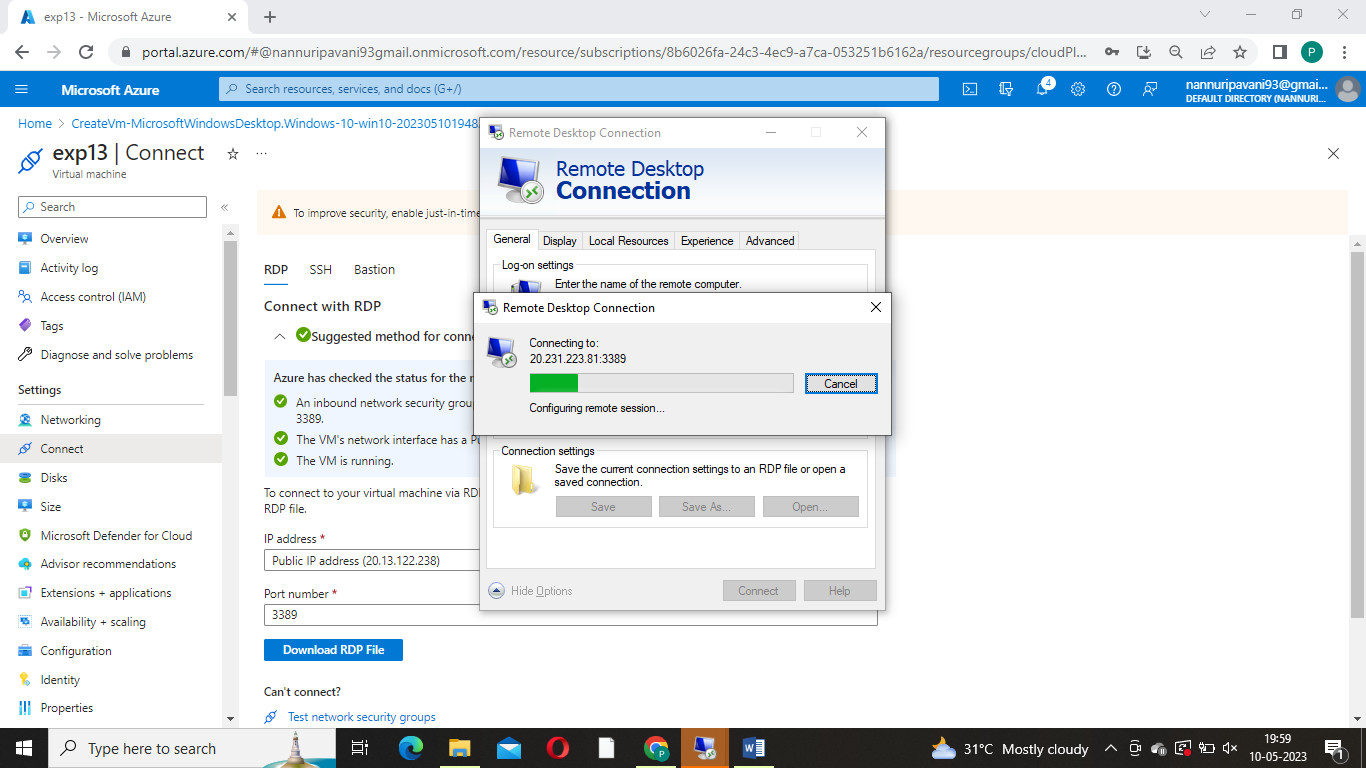 exp13 - Microsoft Azure
portal.azure.com/#@nannuripavani93gmail.onmicrosoft.com/resource/subscriptions/8b6026fa-24c3-4ec9-a7ca-053251b6162a/resourcegroups/cloudPl...
P
Microsoft Azure
Search resources, services, and docs (G+/)
4
nannuripavani93@gmai...
DEFAULT DIRECTORY (NANNURI...
Home > CreateVm-MicrosoftWindowsDesktop.Windows-10-win10-202305101948
exp13 | Connect
Virtual machine
Search
Overview
Activity log
Access control (IAM)
Tags
Diagnose and solve problems
Settings
Networking
Connect
Disks
Size
Microsoft Defender for Cloud
Advisor recommendations
Extensions + applications
Availability + scaling
Configuration
Identity
Properties
To improve security, enable just-in-time
RDP SSH Bastion
Connect with RDP
Suggested method for conne
Azure has checked the status for the
An inbound network security grou
3389.
The VM's network interface has a Pu
The VM is running.
To connect to your virtual machine via RD
RDP file.
IP address *
Public IP address (20.13.122.238)
Port number *
3389
Download RDP File
Can't connect?
Test network security groups
Remote Desktop Connection
Remote Desktop
Connection
General Display Local Resources Experience Advanced
Log-on settings
Enter the name of the remote computer.
Remote Desktop Connection
Connecting to:
20.231.223.81:3389
Cancel
Configuring remote session...
Connection settings
Save the current connection settings to an RDP file or open a
saved connection.
Save Save As... Open...
Hide Options Connect Help
Type here to search
31°C Mostly cloudy
19:59
10-05-2023
1